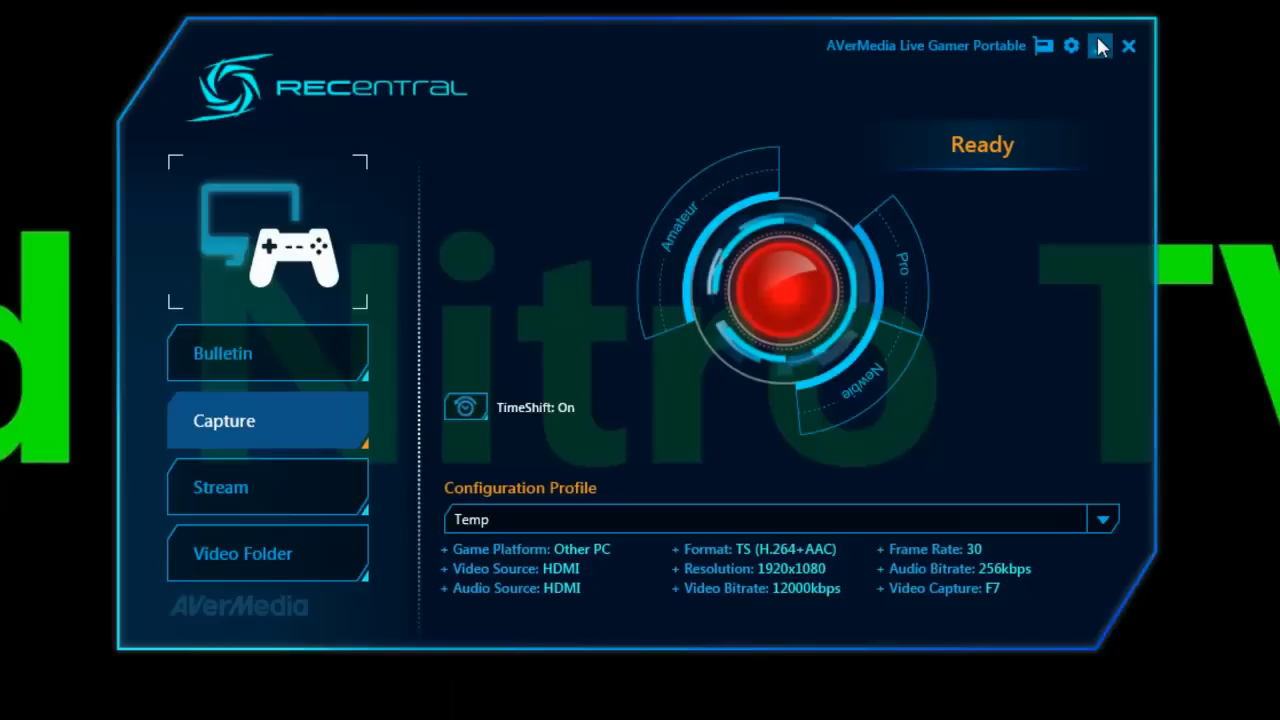 AVerMedia Live Gamer Portable
RECentral
Ready
Amateur
Pro
Newbie
d Nitro TV
Bulletin
Capture
Stream
Video Folder
AVerMedia
TimeShift: On
Configuration Profile
Temp
+ Game Platform: Other PC
+ Video Source: HDMI
+ Audio Source: HDMI
+ Format: TS (H.264+AAC)
+ Resolution: 1920x1080
+ Video Bitrate: 12000kbps
+ Frame Rate: 30
+ Audio Bitrate: 256kbps
+ Video Capture: F7